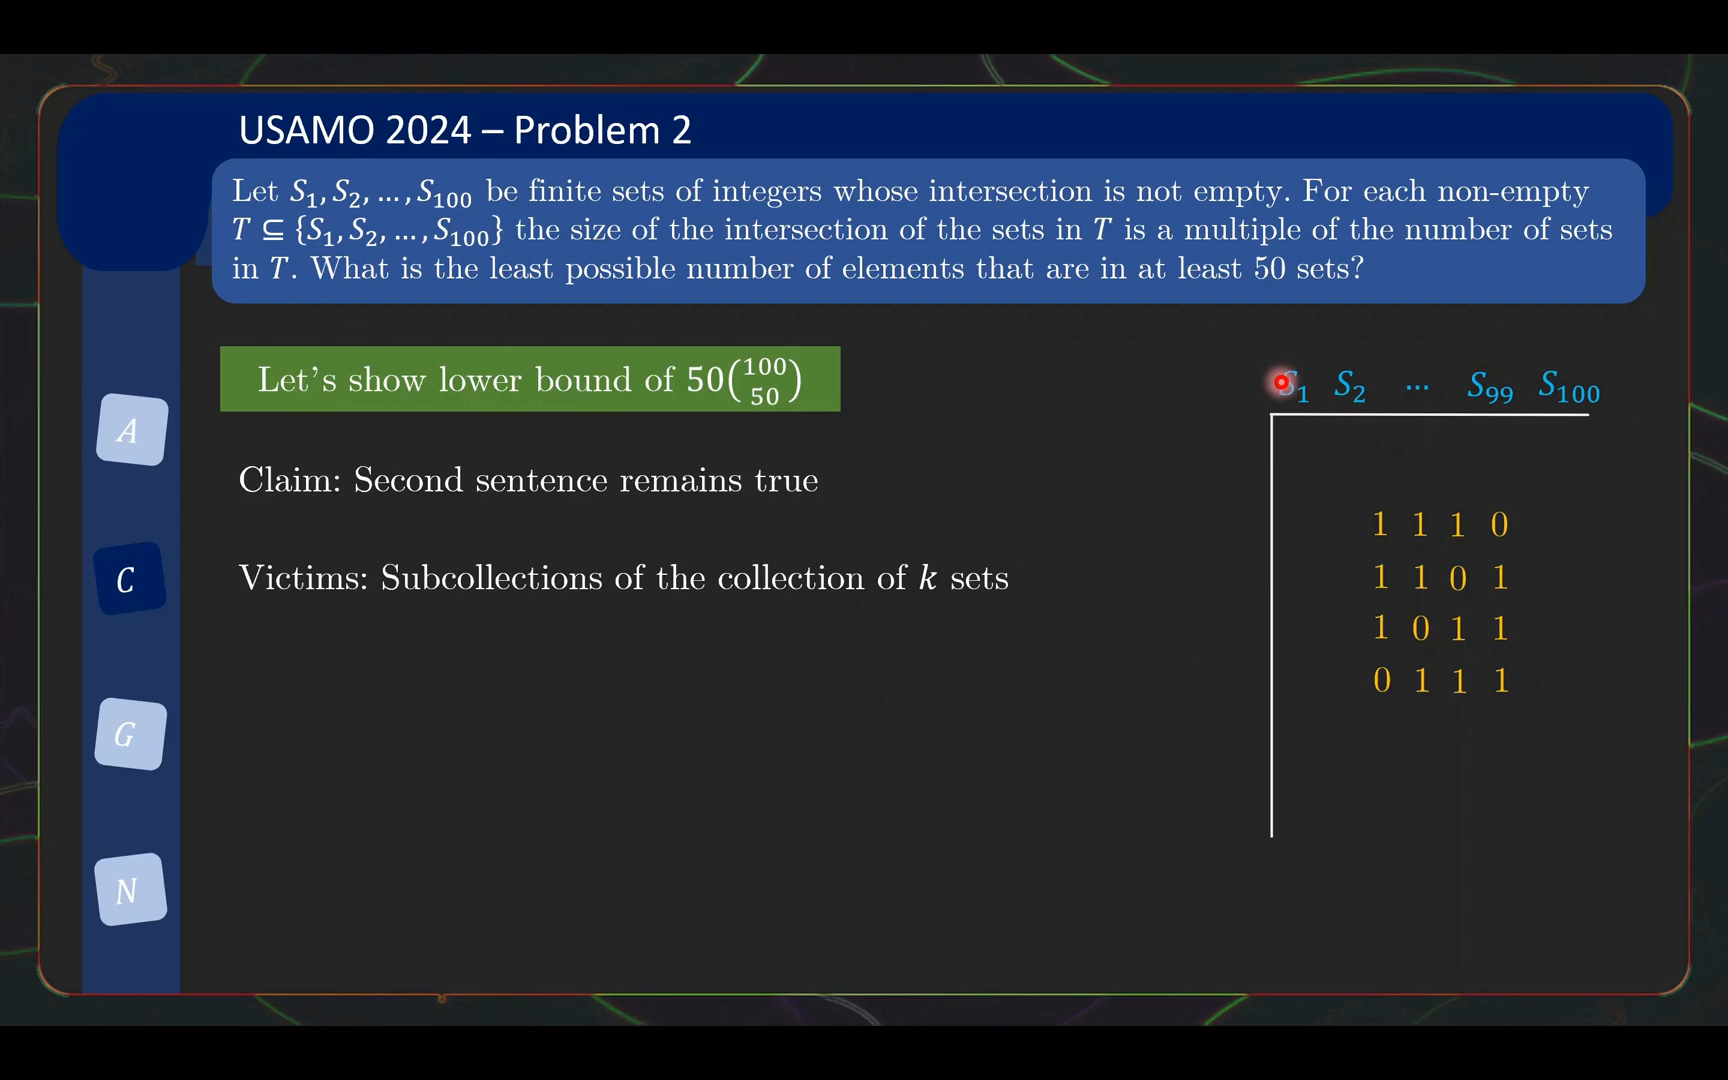 USAMO 2024 – Problem 2
Let S₁, S₂, …, S₁₀₀ be finite sets of integers whose intersection is not empty. For each non-empty
T ⊆ {S₁, S₂, …, S₁₀₀} the size of the intersection of the sets in T is a multiple of the number of sets
in T. What is the least possible number of elements that are in at least 50 sets?
Let's show lower bound of 50(100 50)
S₁ S₂ … S₉₉ S₁₀₀
A
Claim: Second sentence remains true
1 1 1 0
C
Victims: Subcollections of the collection of k sets
1 1 0 1
1 0 1 1
0 1 1 1
G
N